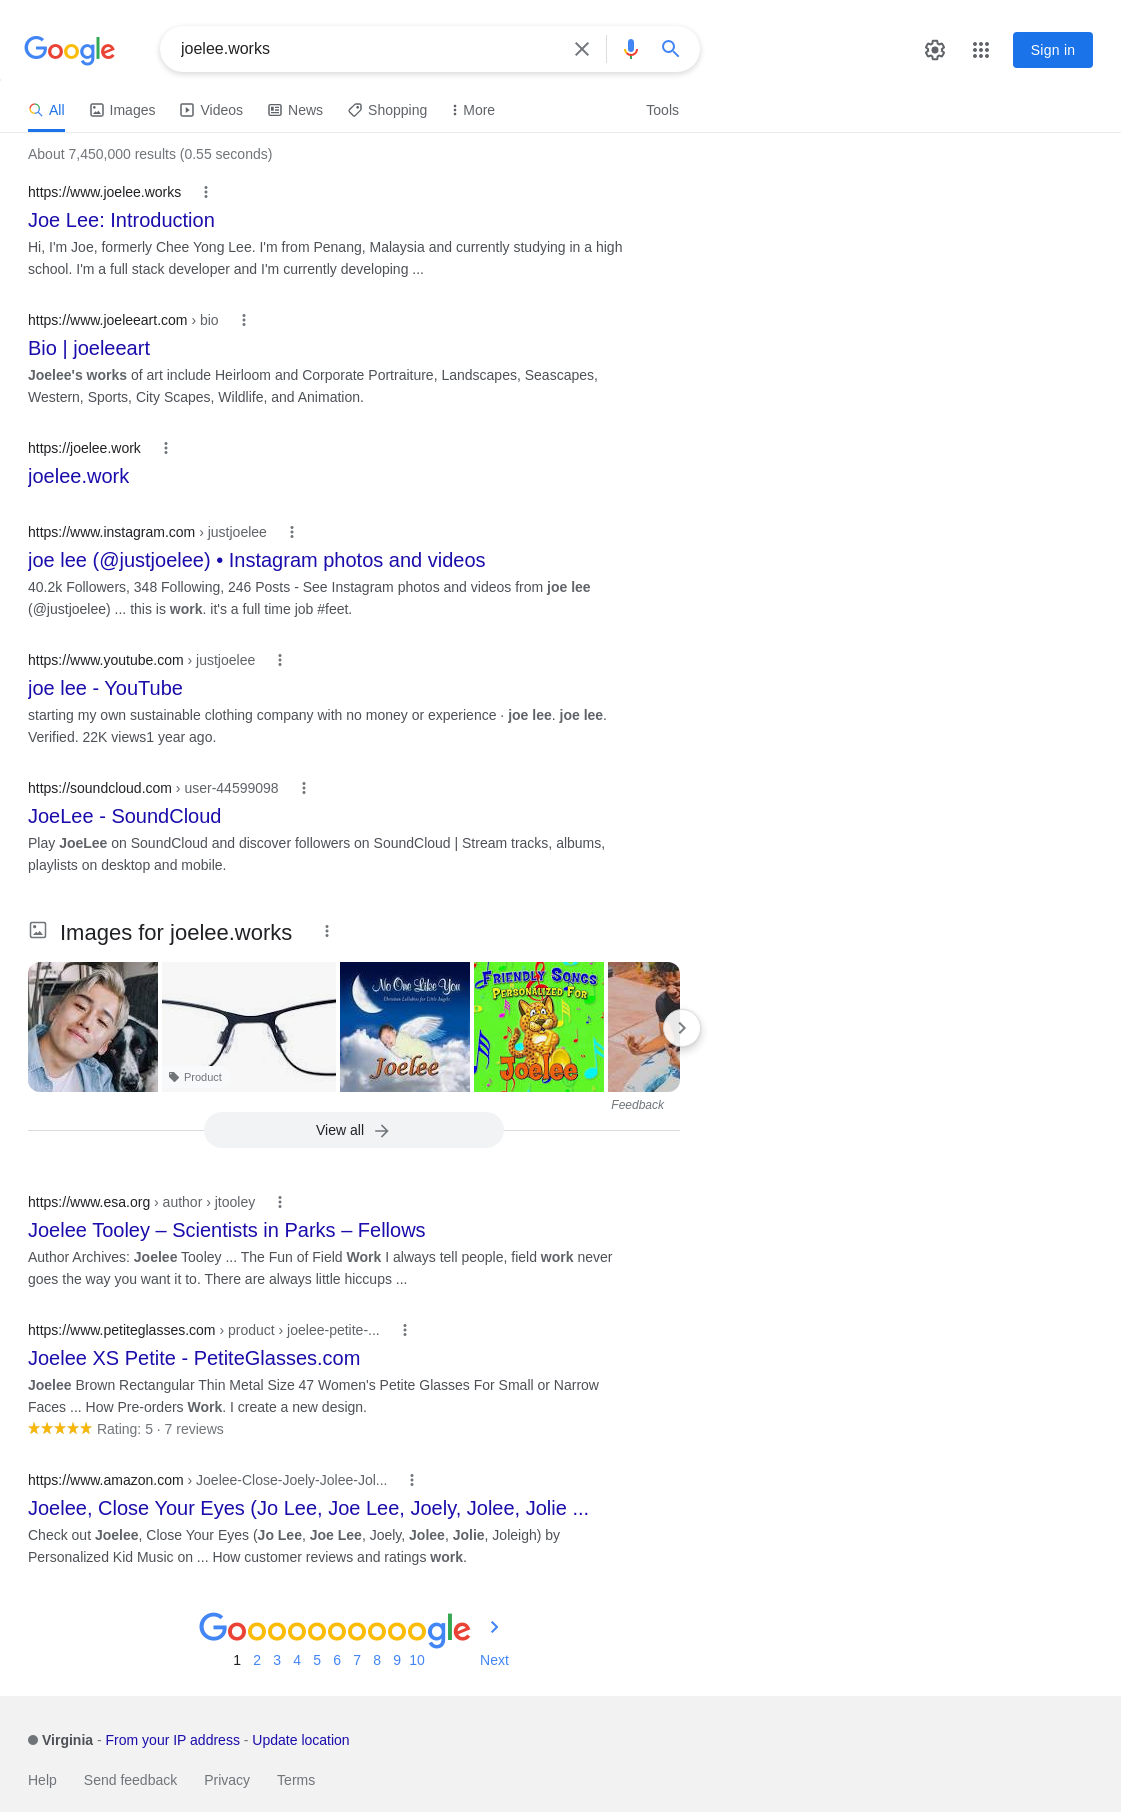 Google
joelee.works
Sign in
All
Images
Videos
News
Shopping
More
Tools
About 7,450,000 results (0.55 seconds)
https://www.joelee.works
Joe Lee: Introduction
Hi, I'm Joe, formerly Chee Yong Lee. I'm from Penang, Malaysia and currently studying in a high
school. I'm a full stack developer and I'm currently developing ...
https://www.joeleeart.com › bio
Bio | joeleeart
Joelee's works of art include Heirloom and Corporate Portraiture, Landscapes, Seascapes,
Western, Sports, City Scapes, Wildlife, and Animation.
https://joelee.work
joelee.work
https://www.instagram.com › justjoelee
joe lee (@justjoelee) • Instagram photos and videos
40.2k Followers, 348 Following, 246 Posts - See Instagram photos and videos from joe lee
(@justjoelee) ... this is work. it's a full time job #feet.
https://www.youtube.com › justjoelee
joe lee - YouTube
starting my own sustainable clothing company with no money or experience · joe lee. joe lee.
Verified. 22K views1 year ago.
https://soundcloud.com › user-44599098
JoeLee - SoundCloud
Play JoeLee on SoundCloud and discover followers on SoundCloud | Stream tracks, albums,
playlists on desktop and mobile.
Images for joelee.works
Product
No One Like You
Christian Lullabies for Little Angels
Joelee
FRIENDLY SONGS
PERSONALIZED FOR
Joelee
Feedback
View all
https://www.esa.org › author › jtooley
Joelee Tooley – Scientists in Parks – Fellows
Author Archives: Joelee Tooley ... The Fun of Field Work I always tell people, field work never
goes the way you want it to. There are always little hiccups ...
https://www.petiteglasses.com › product › joelee-petite-...
Joelee XS Petite - PetiteGlasses.com
Joelee Brown Rectangular Thin Metal Size 47 Women's Petite Glasses For Small or Narrow
Faces ... How Pre-orders Work. I create a new design.
Rating: 5 · 7 reviews
https://www.amazon.com › Joelee-Close-Joely-Jolee-Jol...
Joelee, Close Your Eyes (Jo Lee, Joe Lee, Joely, Jolee, Jolie ...
Check out Joelee, Close Your Eyes (Jo Lee, Joe Lee, Joely, Jolee, Jolie, Joleigh) by
Personalized Kid Music on ... How customer reviews and ratings work.
Goooooooooogle
1 2 3 4 5 6 7 8 9 10 Next
Virginia - From your IP address - Update location
Help Send feedback Privacy Terms